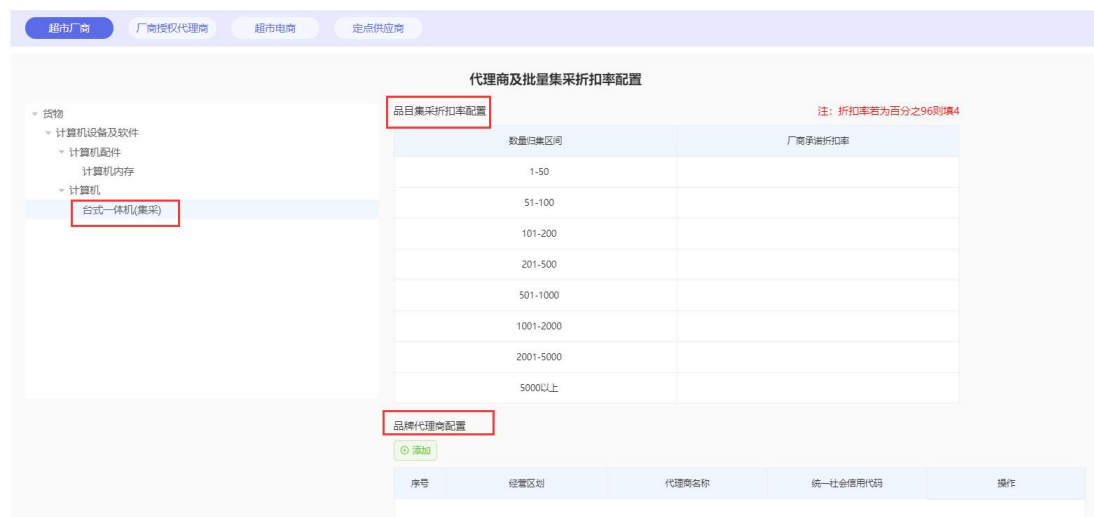 超市厂商 厂商授权代理商 超市电商 定点供应商
代理商及批量集采折扣率配置
货物
计算机设备及软件
计算机配件
计算机内存
计算机
台式一体机(集采)
品目集采折扣率配置 注：折扣率若为百分之96则填4
数量归集区间 厂商承诺折扣率
1-50
51-100
101-200
201-500
501-1000
1001-2000
2001-5000
5000以上
品牌代理商配置
添加
序号 经营区划 代理商名称 统一社会信用代码 操作